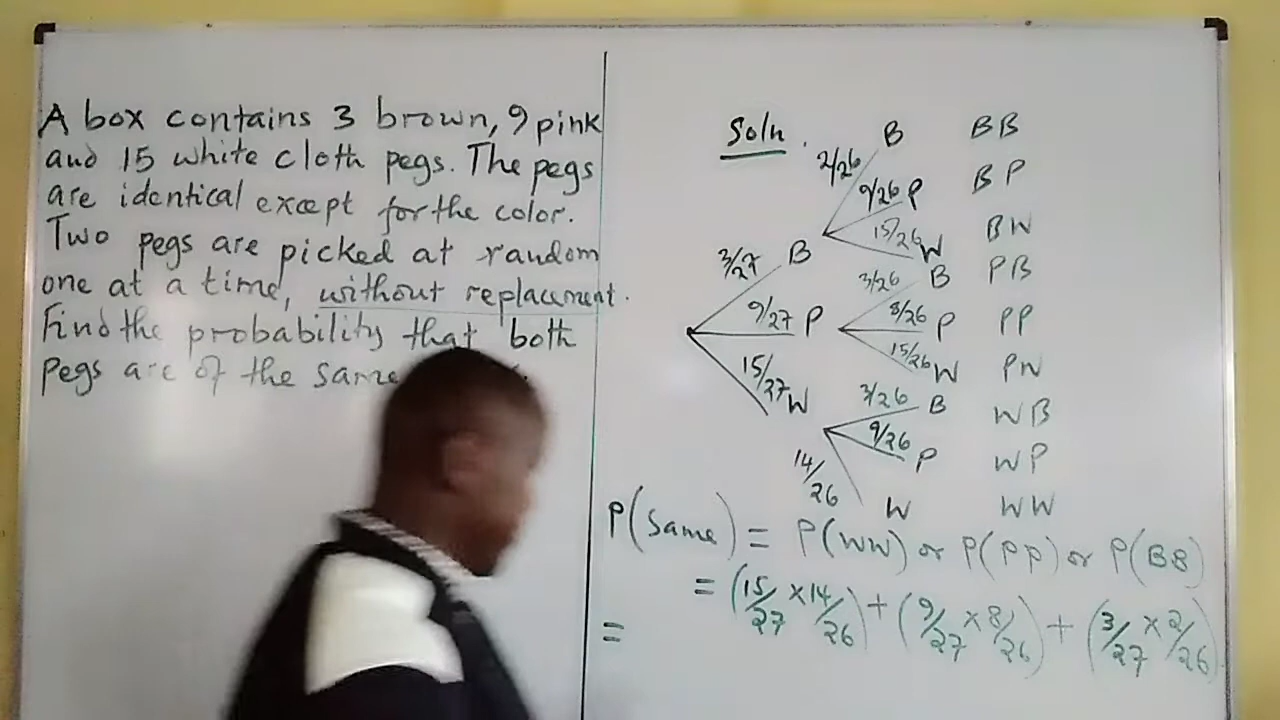 A box contains 3 brown, 9 pink
and 15 white cloth pegs. The pegs
are identical except for the color.
Two pegs are picked at random
one at a time, without replacement.
Find the probability that both
pegs are of the same
Soln.
3/27 B
9/27 P
15/27 W
2/26 B BB
9/26 P BP
15/26 W BW
3/26 B PB
8/26 P PP
15/26 W PW
3/26 B WB
9/26 P WP
14/26 W WW
P(same) = P(WW) or P(PP) or P(BB)
= (15/27 × 14/26) + (9/27 × 8/26) + (3/27 × 2/26)
=